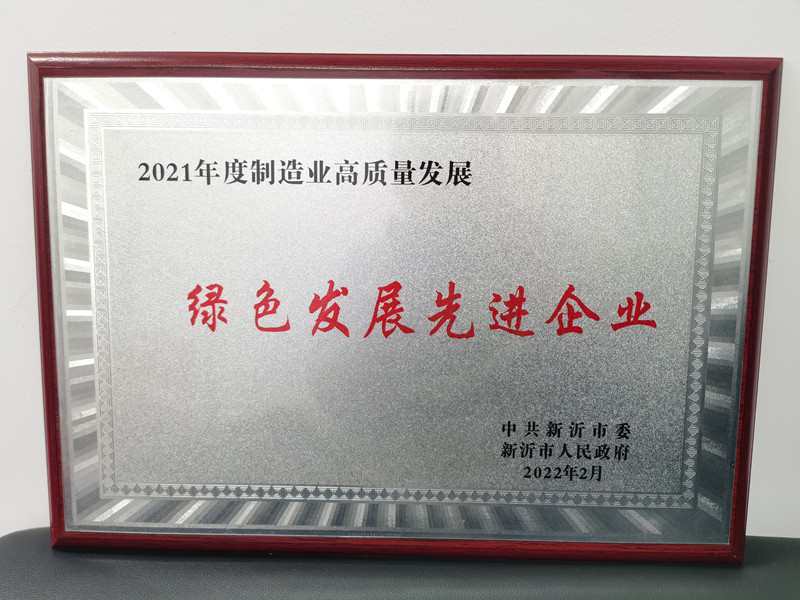 2021年度制造业高质量发展
绿色发展先进企业
中共新沂市委
新沂市人民政府
2022年2月